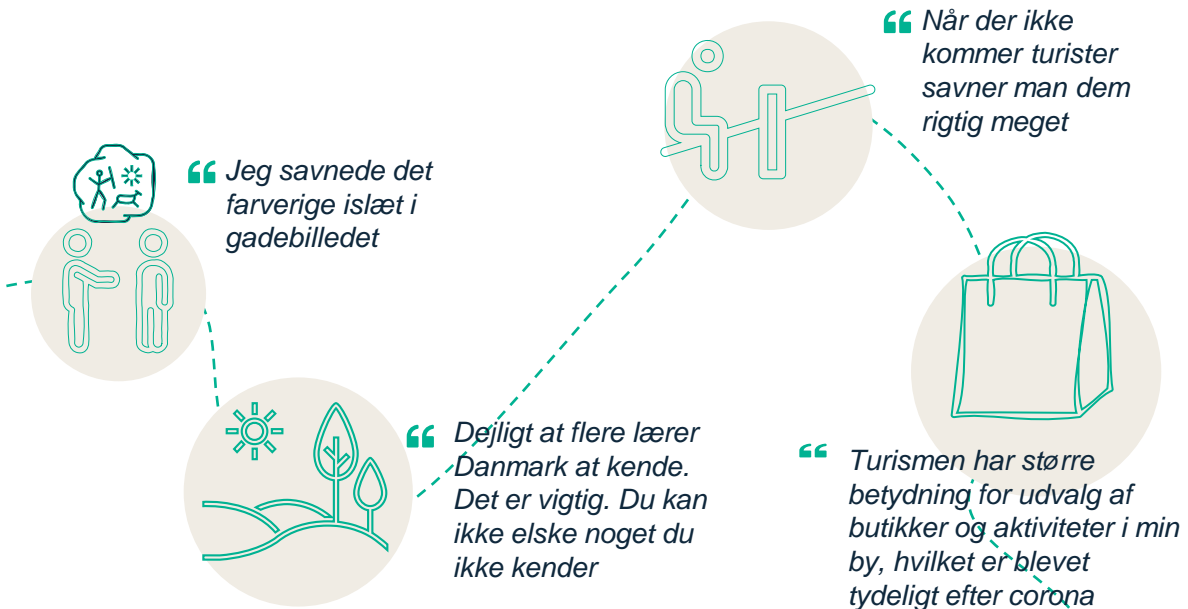 “ Jeg savnede det
farverige islæt i
gadebilledet
“ Dejligt at flere lærer
Danmark at kende.
Det er vigtig. Du kan
ikke elske noget du
ikke kender
“ Når der ikke
kommer turister
savner man dem
rigtig meget
“ Turismen har større
betydning for udvalg af
butikker og aktiviteter i min
by, hvilket er blevet
tydeligt efter corona